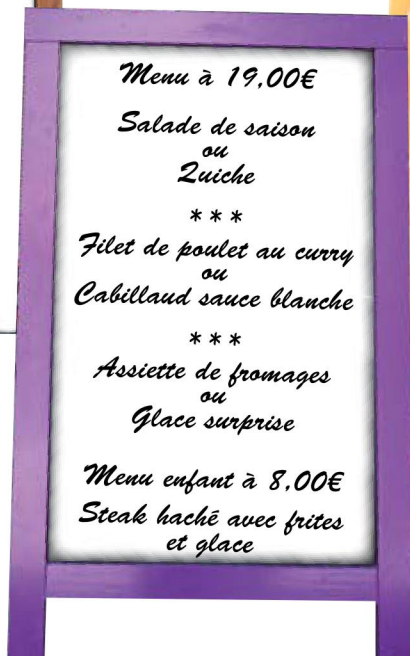 Menu à 19,00€
Salade de saison
ou
Quiche
***
Filet de poulet au curry
ou
Cabillaud sauce blanche
***
Assiette de fromages
ou
Glace surprise
Menu enfant à 8,00€
Steak haché avec frites
et glace